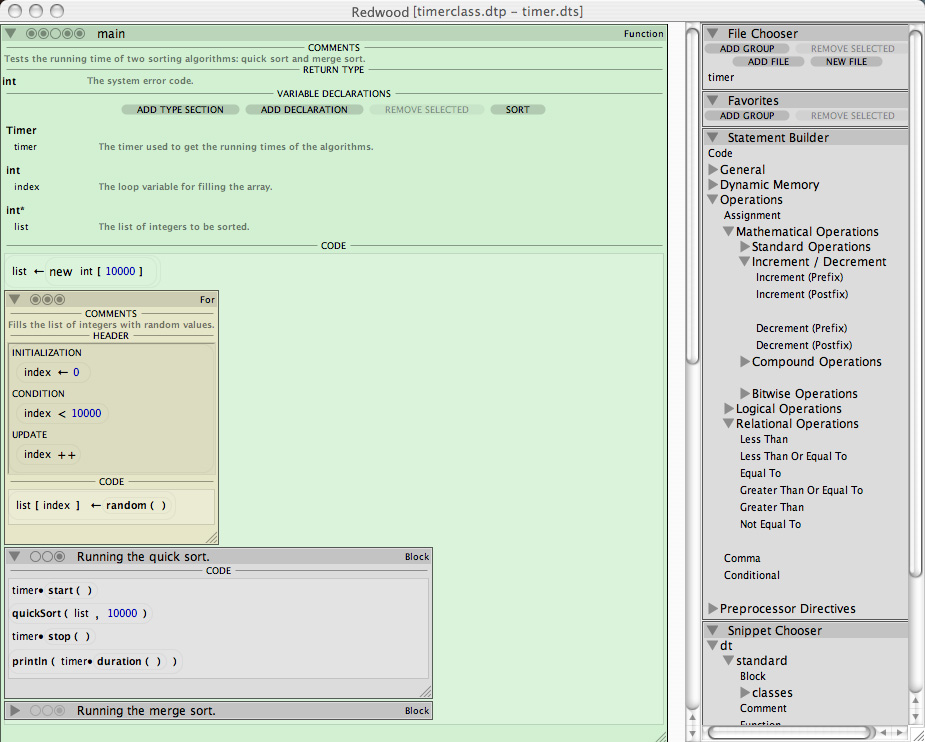 Redwood [timerclass.dtp - timer.dts]
main
Function
COMMENTS
Tests the running time of two sorting algorithms: quick sort and merge sort.
RETURN TYPE
int The system error code.
VARIABLE DECLARATIONS
ADD TYPE SECTION ADD DECLARATION REMOVE SELECTED SORT
Timer
timer The timer used to get the running times of the algorithms.
int
index The loop variable for filling the array.
int*
list The list of integers to be sorted.
CODE
list ← new int [ 10000 ]
For
COMMENTS
Fills the list of integers with random values.
HEADER
INITIALIZATION
index ← 0
CONDITION
index < 10000
UPDATE
index ++
CODE
list [ index ] ← random ( )
Running the quick sort. Block
CODE
timer• start ( )
quickSort ( list , 10000 )
timer• stop ( )
println ( timer• duration ( ) )
Running the merge sort. Block
File Chooser
ADD GROUP REMOVE SELECTED
ADD FILE NEW FILE
timer
Favorites
ADD GROUP REMOVE SELECTED
Statement Builder
Code
General
Dynamic Memory
Operations
Assignment
Mathematical Operations
Standard Operations
Increment / Decrement
Increment (Prefix)
Increment (Postfix)
Decrement (Prefix)
Decrement (Postfix)
Compound Operations
Bitwise Operations
Logical Operations
Relational Operations
Less Than
Less Than Or Equal To
Equal To
Greater Than Or Equal To
Greater Than
Not Equal To
Comma
Conditional
Preprocessor Directives
Snippet Chooser
dt
standard
Block
classes
Comment
Function